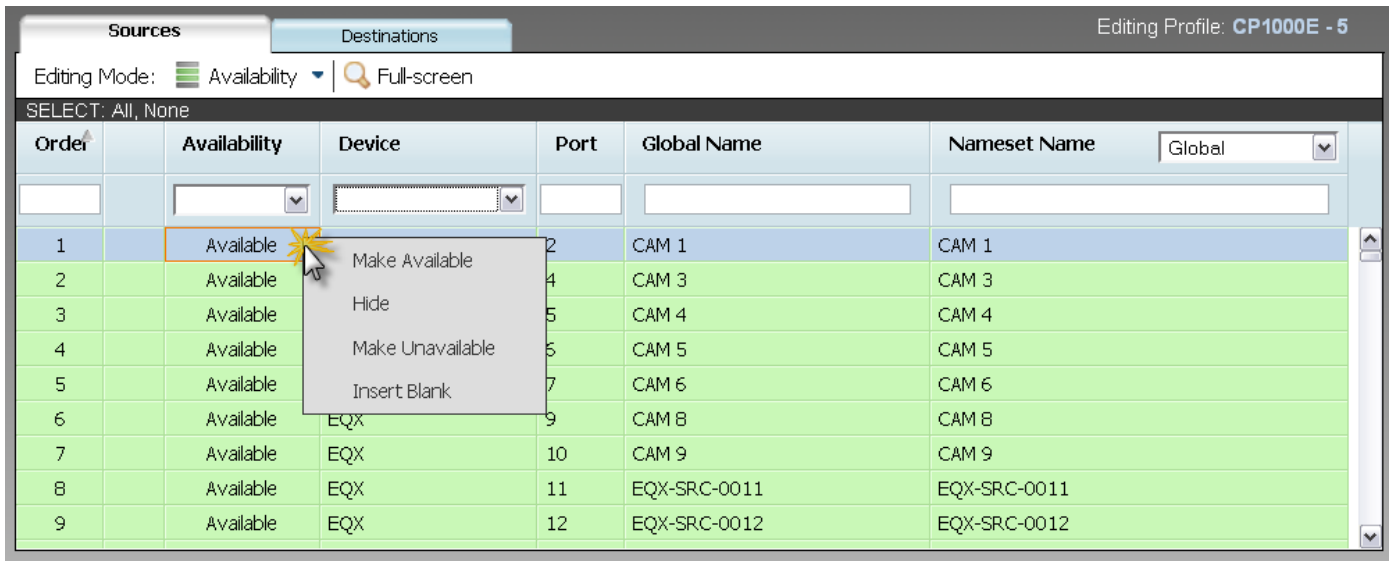 Sources Destinations Editing Profile: CP1000E - 5
Editing Mode: Availability Full-screen
SELECT: All, None
Order Availability Device Port Global Name Nameset Name Global
1 Available 2 CAM 1 CAM 1
Make Available
2 Available 4 CAM 3 CAM 3
Hide
3 Available 5 CAM 4 CAM 4
4 Available Make Unavailable 6 CAM 5 CAM 5
5 Available Insert Blank 7 CAM 6 CAM 6
6 Available EQX 9 CAM 8 CAM 8
7 Available EQX 10 CAM 9 CAM 9
8 Available EQX 11 EQX-SRC-0011 EQX-SRC-0011
9 Available EQX 12 EQX-SRC-0012 EQX-SRC-0012